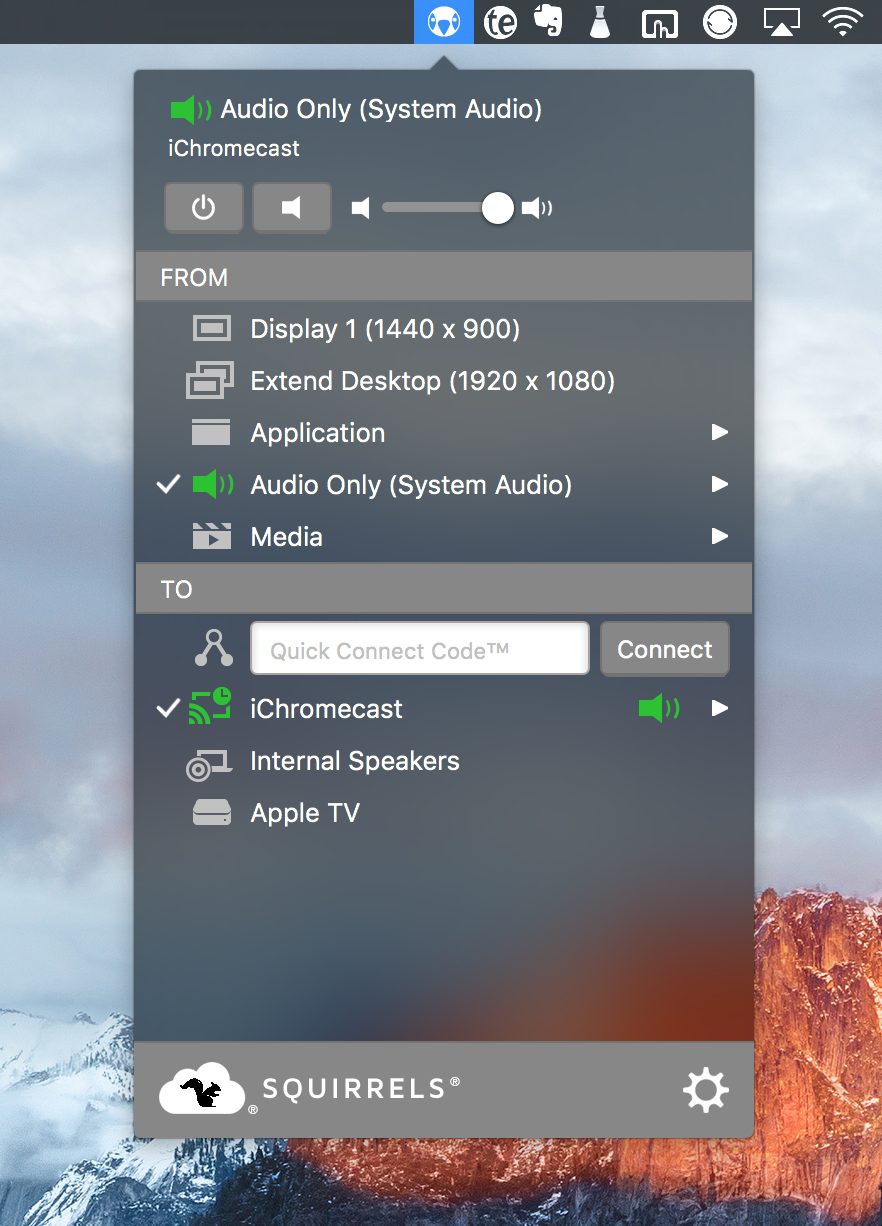 te
Audio Only (System Audio)
iChromecast
FROM
Display 1 (1440 x 900)
Extend Desktop (1920 x 1080)
Application
Audio Only (System Audio)
Media
TO
Quick Connect Code™ Connect
iChromecast
Internal Speakers
Apple TV
® SQUIRRELS®